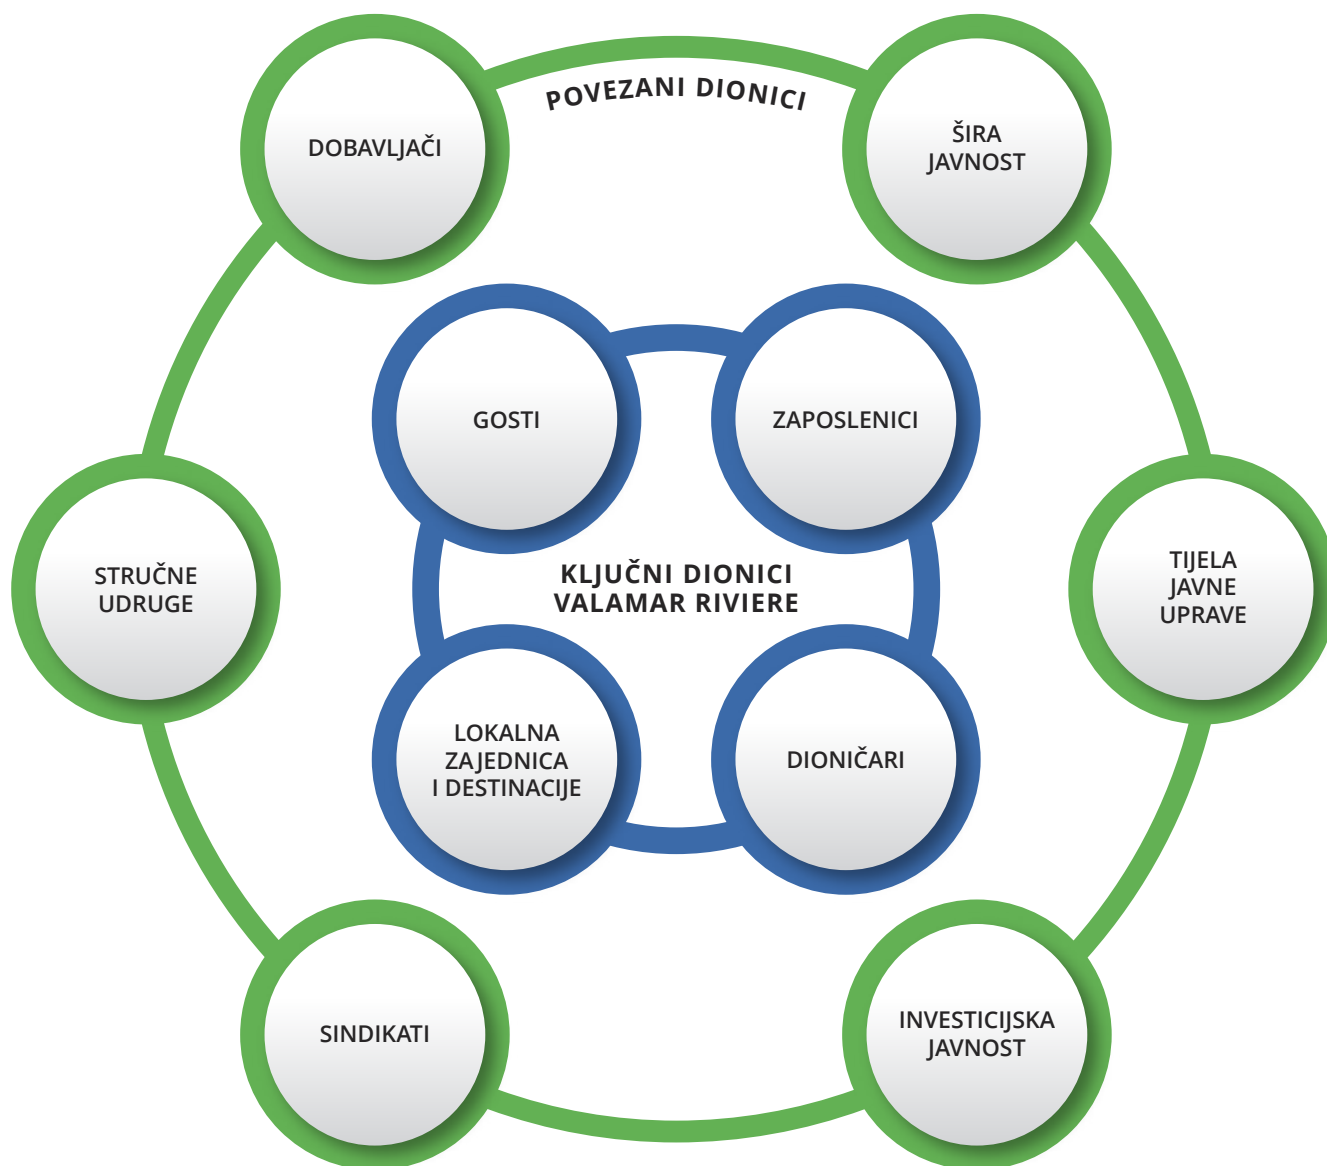 POVEZANI DIONICI
DOBAVLJAČI
ŠIRA
JAVNOST
GOSTI
ZAPOSLENICI
STRUČNE
UDRUGE
KLJUČNI DIONICI
VALAMAR RIVIERE
TIJELA
JAVNE
UPRAVE
LOKALNA
ZAJEDNICA
I DESTINACIJE
DIONIČARI
SINDIKATI
INVESTICIJSKA
JAVNOST